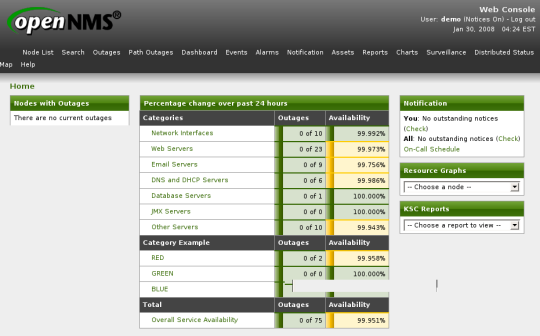 openNMS®
Web Console
User: demo (Notices On) - Log out
Jan 30, 2008 04:24 EST
Node List Search Outages Path Outages Dashboard Events Alarms Notification Assets Reports Charts Surveillance Distributed Status
Map Help
Home
Nodes with Outages
There are no current outages
Percentage change over past 24 hours
Categories Outages Availability
Network Interfaces 0 of 10 99.992%
Web Servers 0 of 23 99.973%
Email Servers 0 of 9 99.756%
DNS and DHCP Servers 0 of 6 99.986%
Database Servers 0 of 1 100.000%
JMX Servers 0 of 0 100.000%
Other Servers 0 of 10 99.943%
Category Example Outages Availability
RED 0 of 2 99.958%
GREEN 0 of 0 100.000%
BLUE
Total Outages Availability
Overall Service Availability 0 of 75 99.951%
Notification
You: No outstanding notices
(Check)
All: No outstanding notices (Check)
On-Call Schedule
Resource Graphs
-- Choose a node --
KSC Reports
-- Choose a report to view --